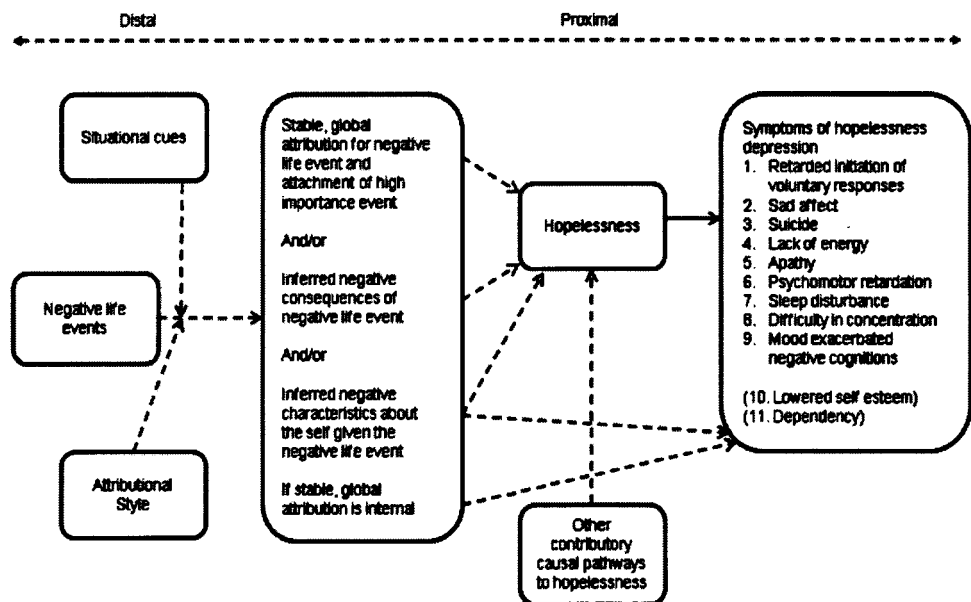 Distal
Proximal
Situational cues
Negative life
events
Attributional
Style
Stable, global
attribution for negative
life event and
attachment of high
importance event
And/or
Inferred negative
consequences of
negative life event
And/or
Inferred negative
characteristics about
the self given the
negative life event
If stable, global
attribution is internal
Hopelessness
Other
contributory
causal pathways
to hopelessness
Symptoms of hopelessness
depression
1. Retarded initiation of
voluntary responses
2. Sad affect
3. Suicide
4. Lack of energy
5. Apathy
6. Psychomotor retardation
7. Sleep disturbance
8. Difficulty in concentration
9. Mood exacerbated
negative cognitions
(10. Lowered self esteem)
(11. Dependency)